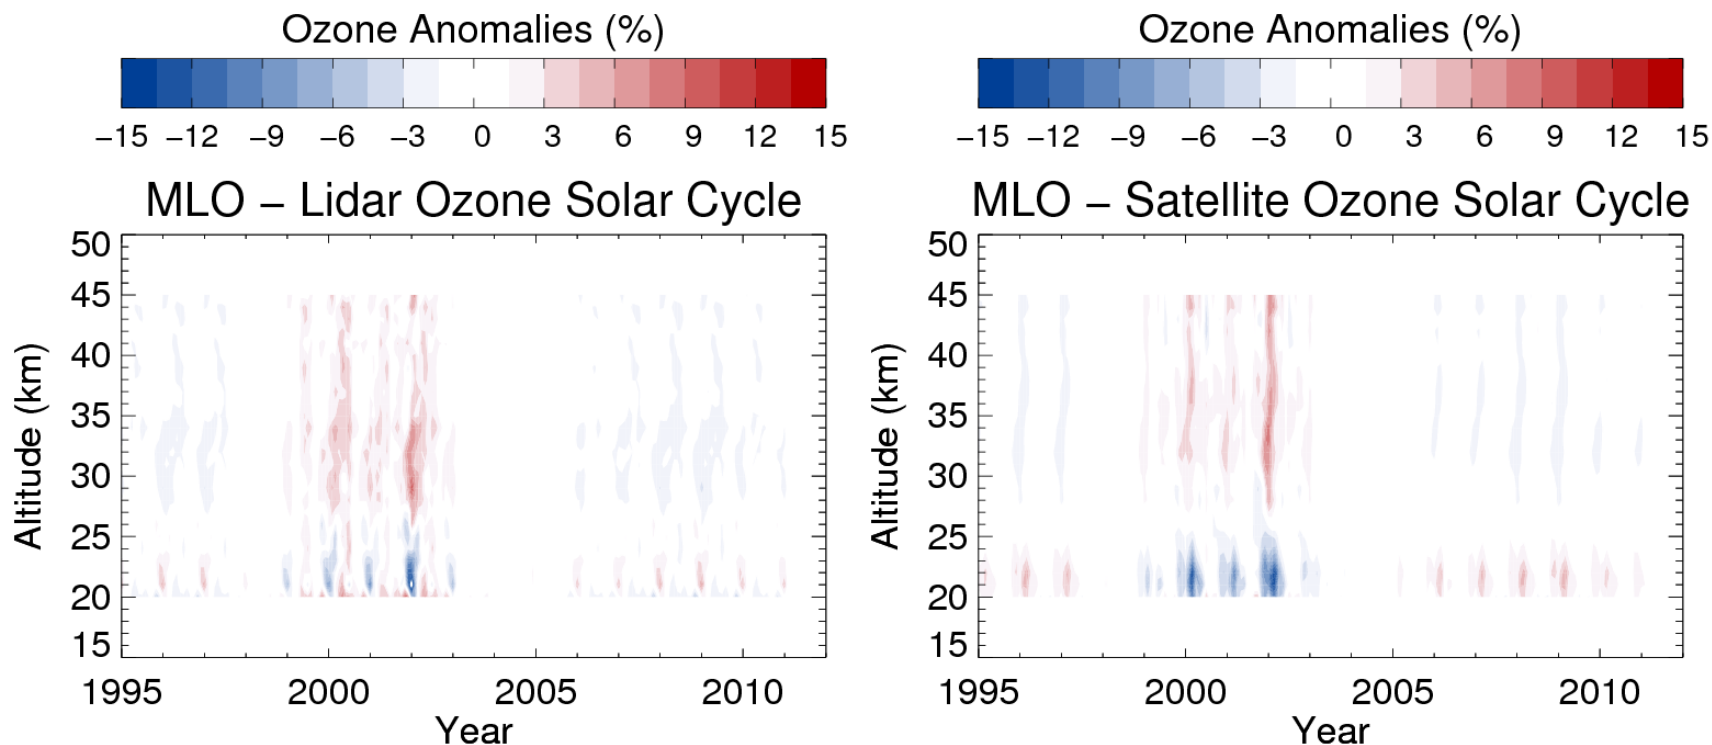 Ozone Anomalies (%)
−15 −12 −9 −6 −3 0 3 6 9 12 15
MLO − Lidar Ozone Solar Cycle
50
45
40
35
30
25
20
15
Altitude (km)
1995 2000 2005 2010
Year
Ozone Anomalies (%)
−15 −12 −9 −6 −3 0 3 6 9 12 15
MLO − Satellite Ozone Solar Cycle
50
45
40
35
30
25
20
15
Altitude (km)
1995 2000 2005 2010
Year